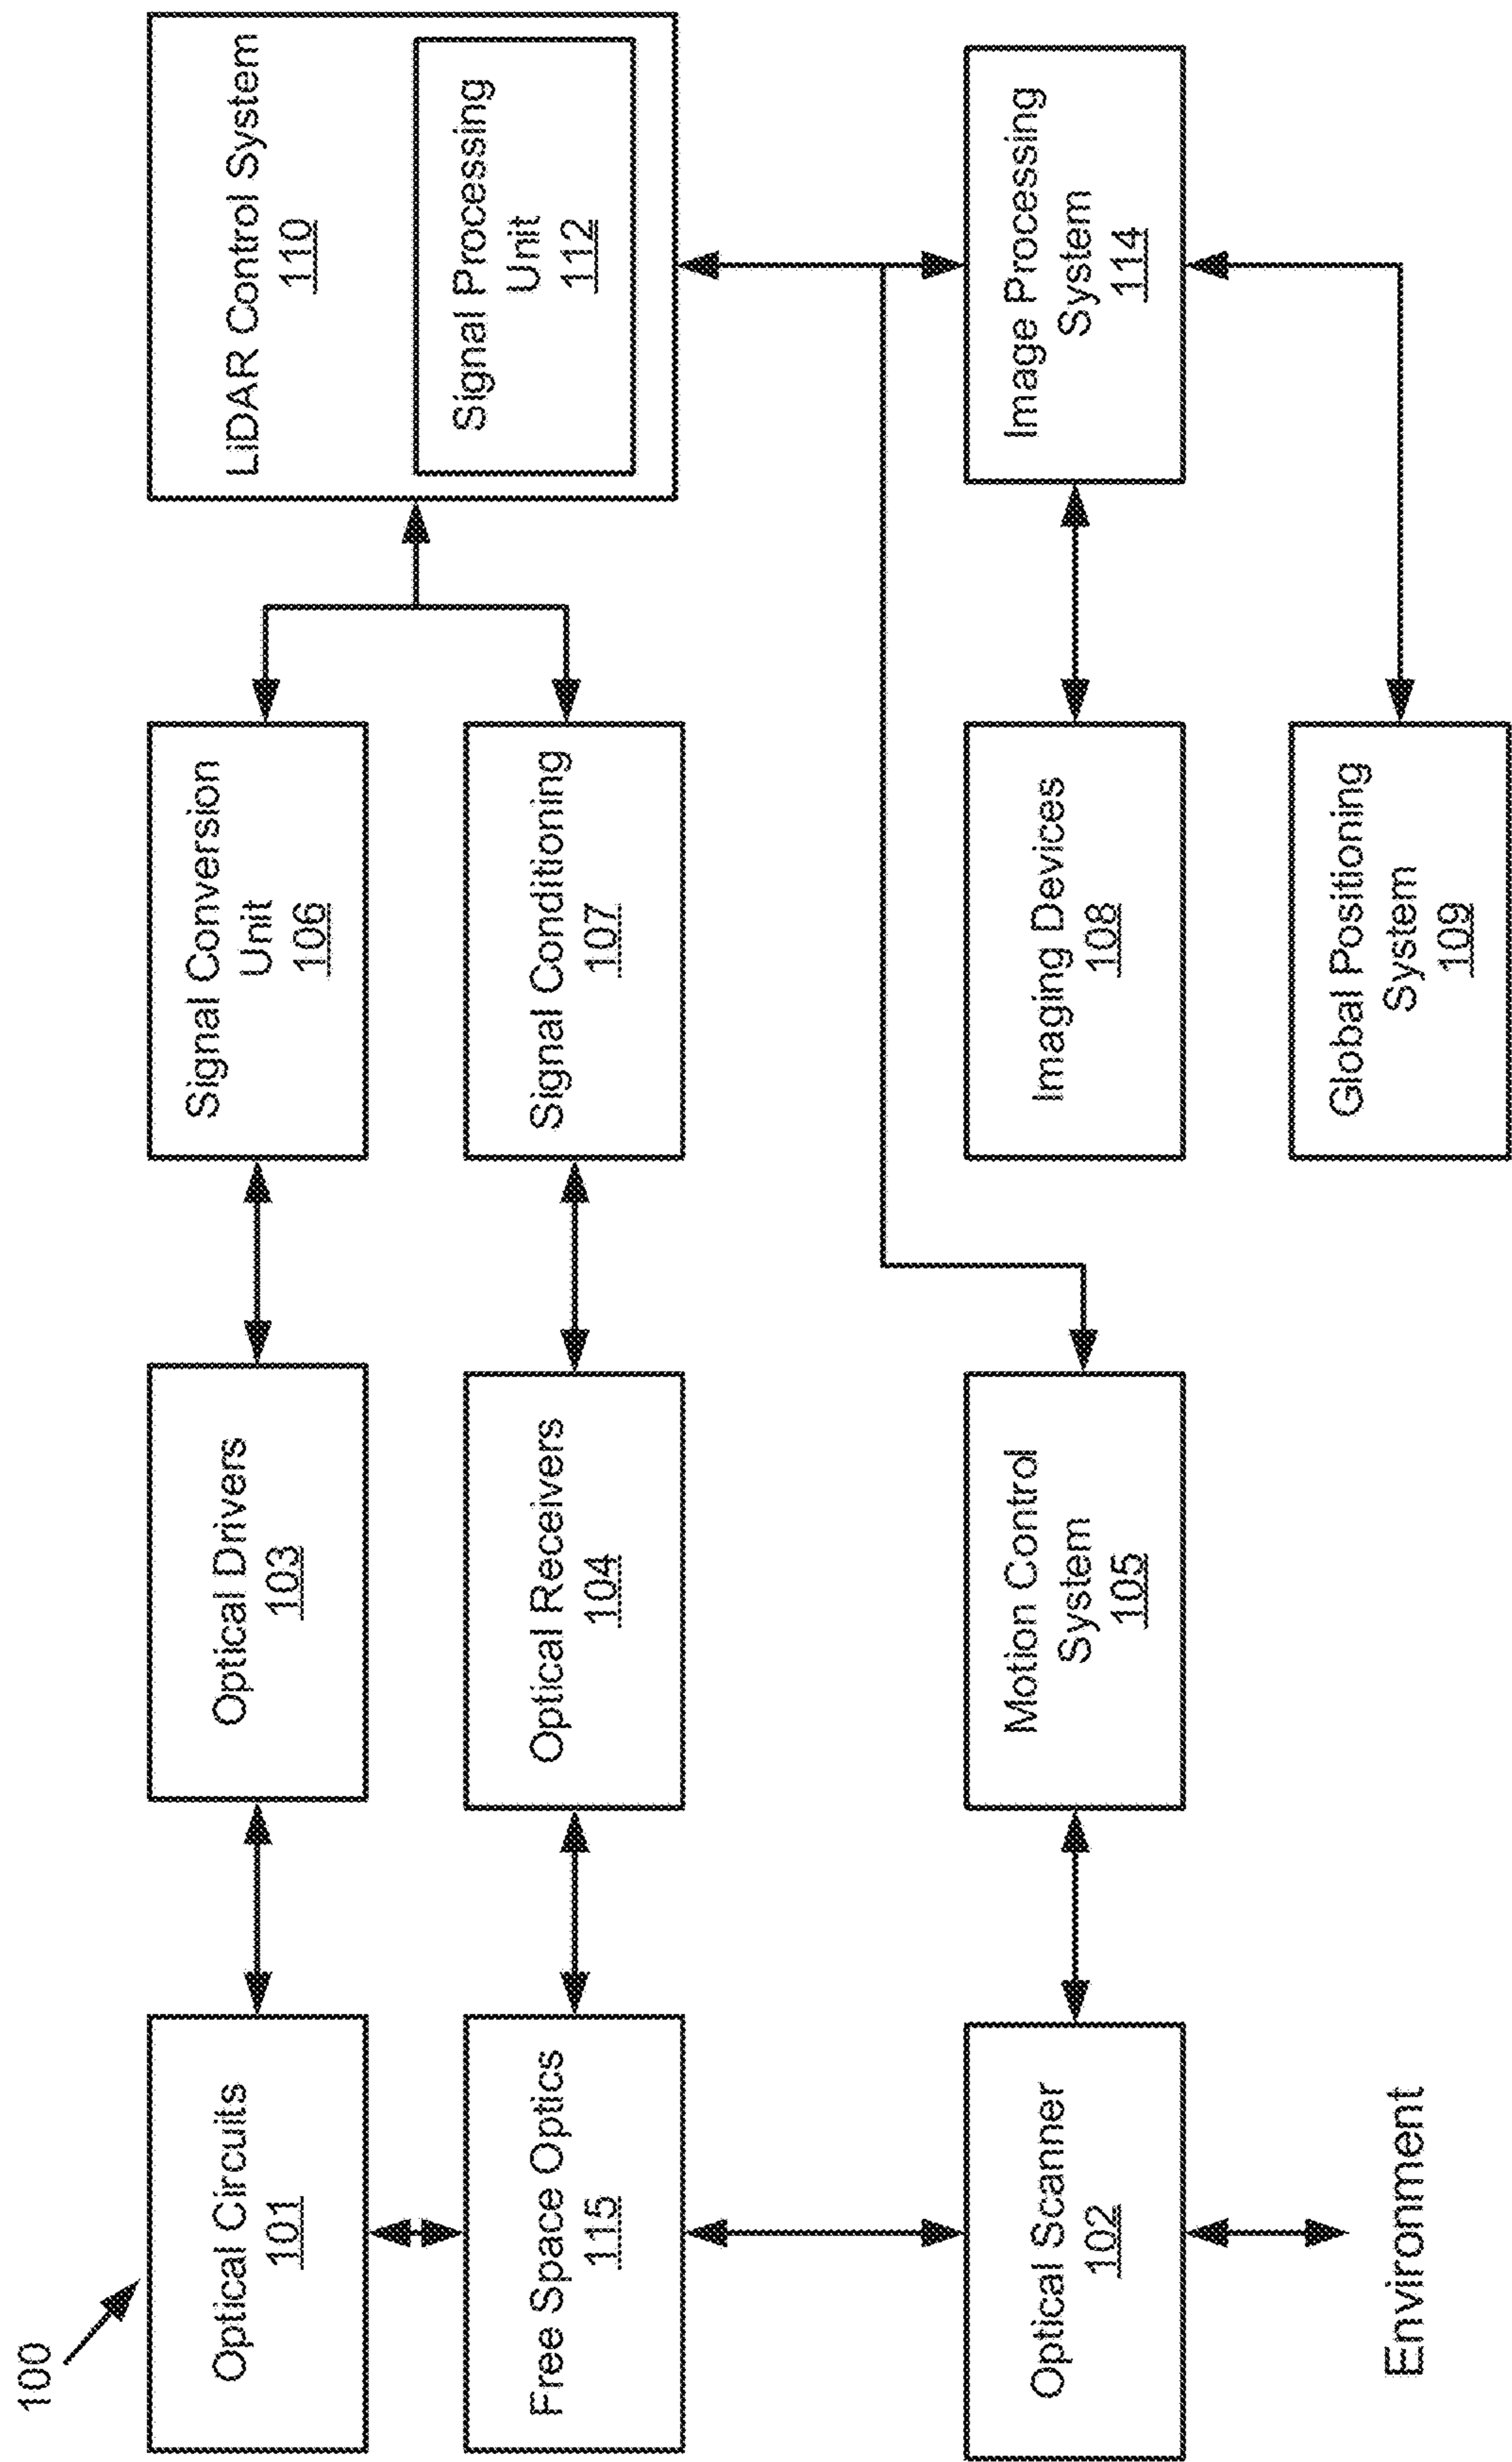 100
Optical Circuits
101
Optical Drivers
103
Signal Conversion
Unit
106
LiDAR Control System
110
Signal Processing
Unit
112
Free Space Optics
115
Optical Receivers
104
Signal Conditioning
107
Optical Scanner
102
Motion Control
System
105
Imaging Devices
108
Image Processing
System
114
Environment
Global Positioning
System
109